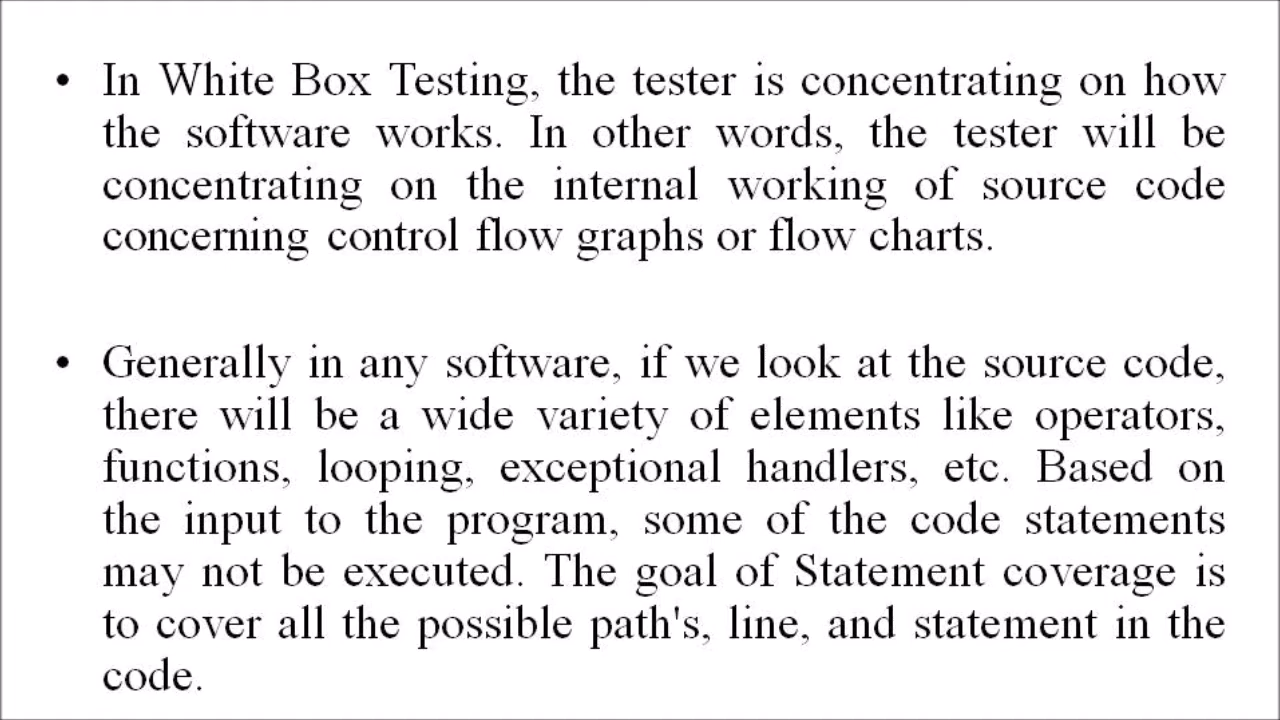 • In White Box Testing, the tester is concentrating on how
the software works. In other words, the tester will be
concentrating on the internal working of source code
concerning control flow graphs or flow charts.
• Generally in any software, if we look at the source code,
there will be a wide variety of elements like operators,
functions, looping, exceptional handlers, etc. Based on
the input to the program, some of the code statements
may not be executed. The goal of Statement coverage is
to cover all the possible path's, line, and statement in the
code.